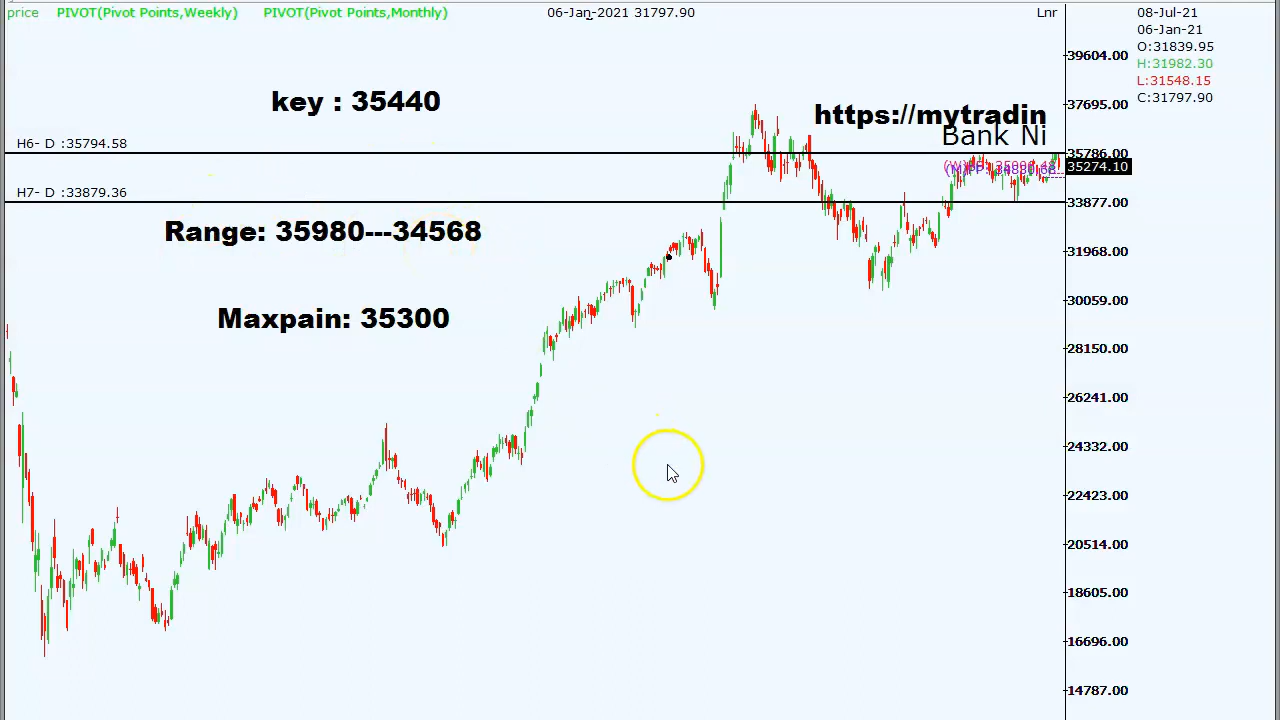 price PIVOT(Pivot Points,Weekly) PIVOT(Pivot Points,Monthly) 06-Jan-2021 31797.90 Lnr 08-Jul-21
06-Jan-21
O:31839.95
H:31982.30
L:31548.15
C:31797.90
39604.00
key : 35440
37695.00
https://mytradin
Bank Ni
H6- D :35794.58
35786.00
35274.10
H7- D :33879.36
33877.00
Range: 35980---34568
31968.00
30059.00
Maxpain: 35300
28150.00
26241.00
24332.00
22423.00
20514.00
18605.00
16696.00
14787.00